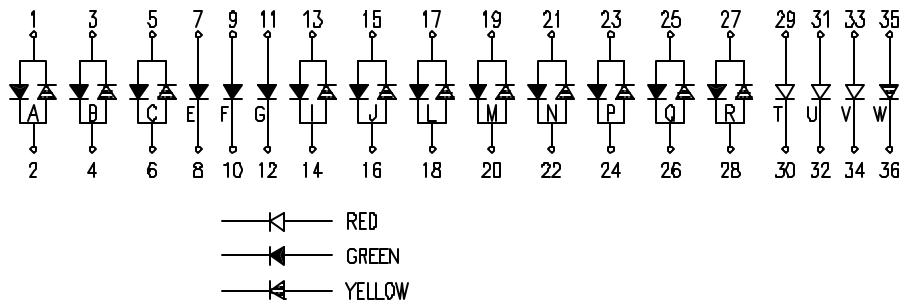 1 3 5 7 9 11 13 15 17 19 21 23 25 27 29 31 33 35
A B C E F G I J L M N P Q R T U V W
2 4 6 8 10 12 14 16 18 20 22 24 26 28 30 32 34 36
RED
GREEN
YELLOW